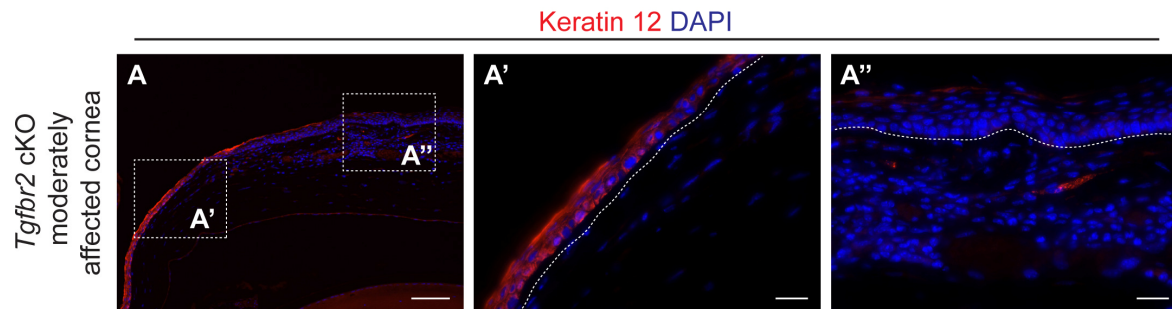 Keratin 12 DAPI
Tgfbr2 cKO
moderately
affected cornea
A
A'
A"
A'
A"